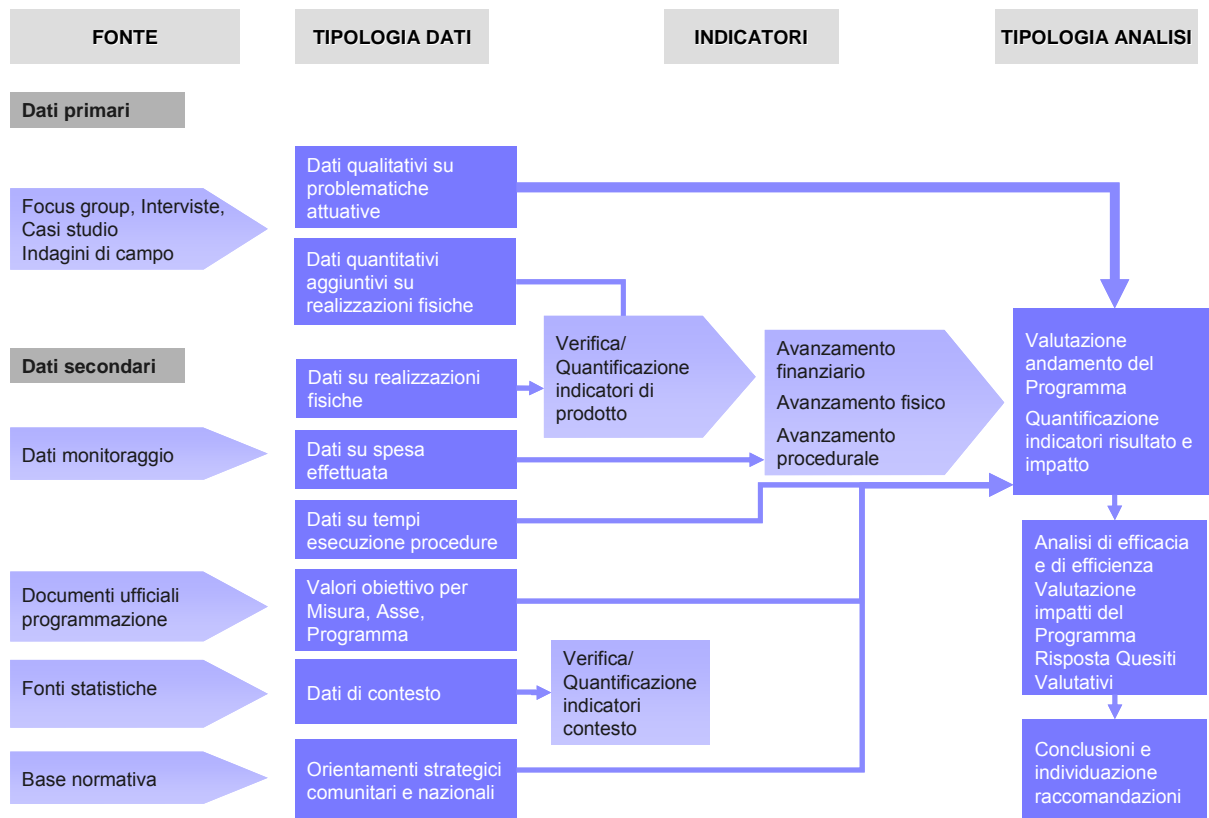 FONTE
TIPOLOGIA DATI
INDICATORI
TIPOLOGIA ANALISI
Dati primari
Focus group, Interviste,
Casi studio
Indagini di campo
Dati qualitativi su
problematiche
attuative
Dati quantitativi
aggiuntivi su
realizzazioni fisiche
Dati secondari
Dati monitoraggio
Dati su realizzazioni
fisiche
Dati su spesa
effettuata
Dati su tempi
esecuzione procedure
Verifica/
Quantificazione
indicatori di
prodotto
Avanzamento
finanziario
Avanzamento fisico
Avanzamento
procedurale
Valutazione
andamento del
Programma
Quantificazione
indicatori risultato e
impatto
Documenti ufficiali
programmazione
Valori obiettivo per
Misura, Asse,
Programma
Fonti statistiche
Dati di contesto
Verifica/
Quantificazione
indicatori
contesto
Analisi di efficacia
e di efficienza
Valutazione
impatti del
Programma
Risposta Quesiti
Valutativi
Base normativa
Orientamenti strategici
comunitari e nazionali
Conclusioni e
individuazione
raccomandazioni